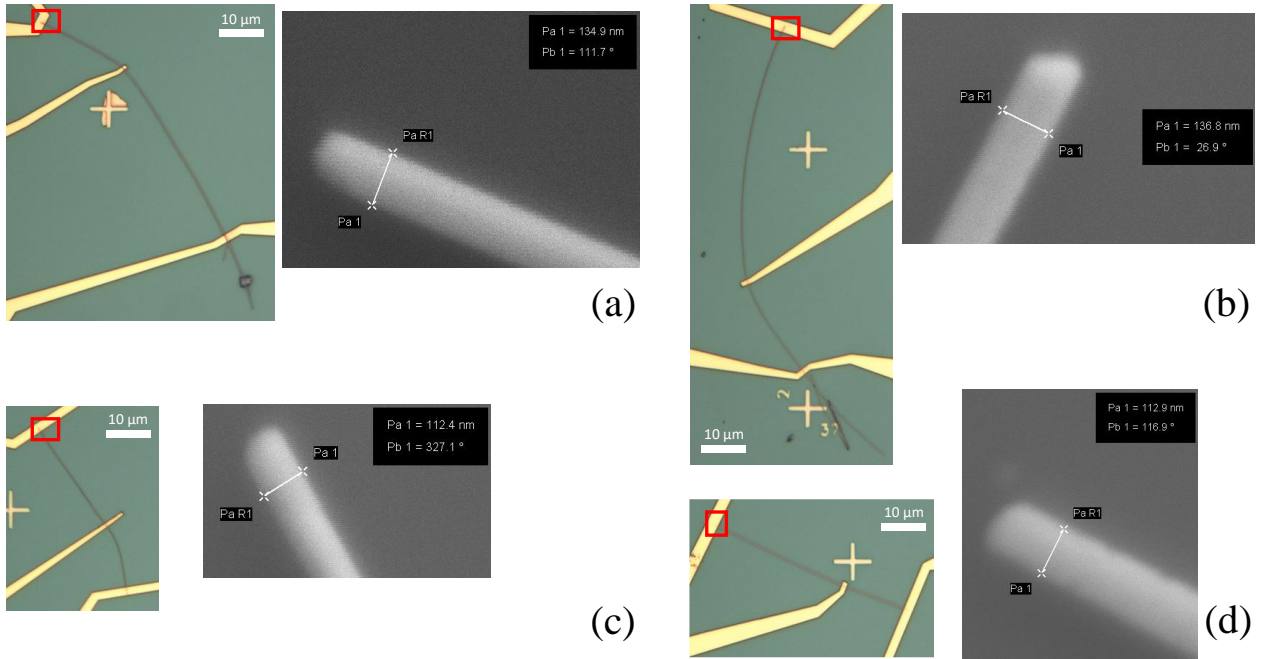 10 μm
Pa 1 = 134.9 nm
Pb 1 = 111.7 °
Pa R1
Pa 1
(a)
Pa R1
Pa 1 = 136.8 nm
Pb 1 = 26.9 °
Pa 1
(b)
2
37
10 μm
10 μm
Pa 1 = 112.4 nm
Pb 1 = 327.1 °
Pa 1
Pa R1
(c)
10 μm
Pa 1 = 112.9 nm
Pb 1 = 116.9 °
Pa R1
Pa 1
(d)